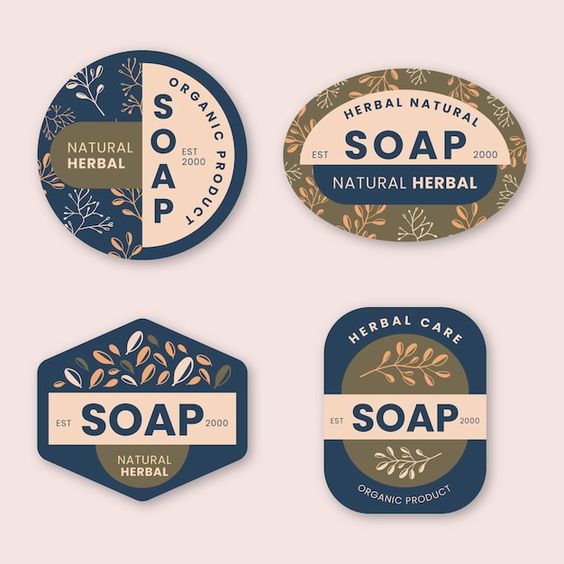 NATURAL
HERBAL
SOAP
EST
2000
ORGANIC PRODUCT
HERBAL NATURAL
EST SOAP 2000
NATURAL HERBAL
EST SOAP 2000
NATURAL
HERBAL
HERBAL CARE
EST SOAP 2000
ORGANIC PRODUCT